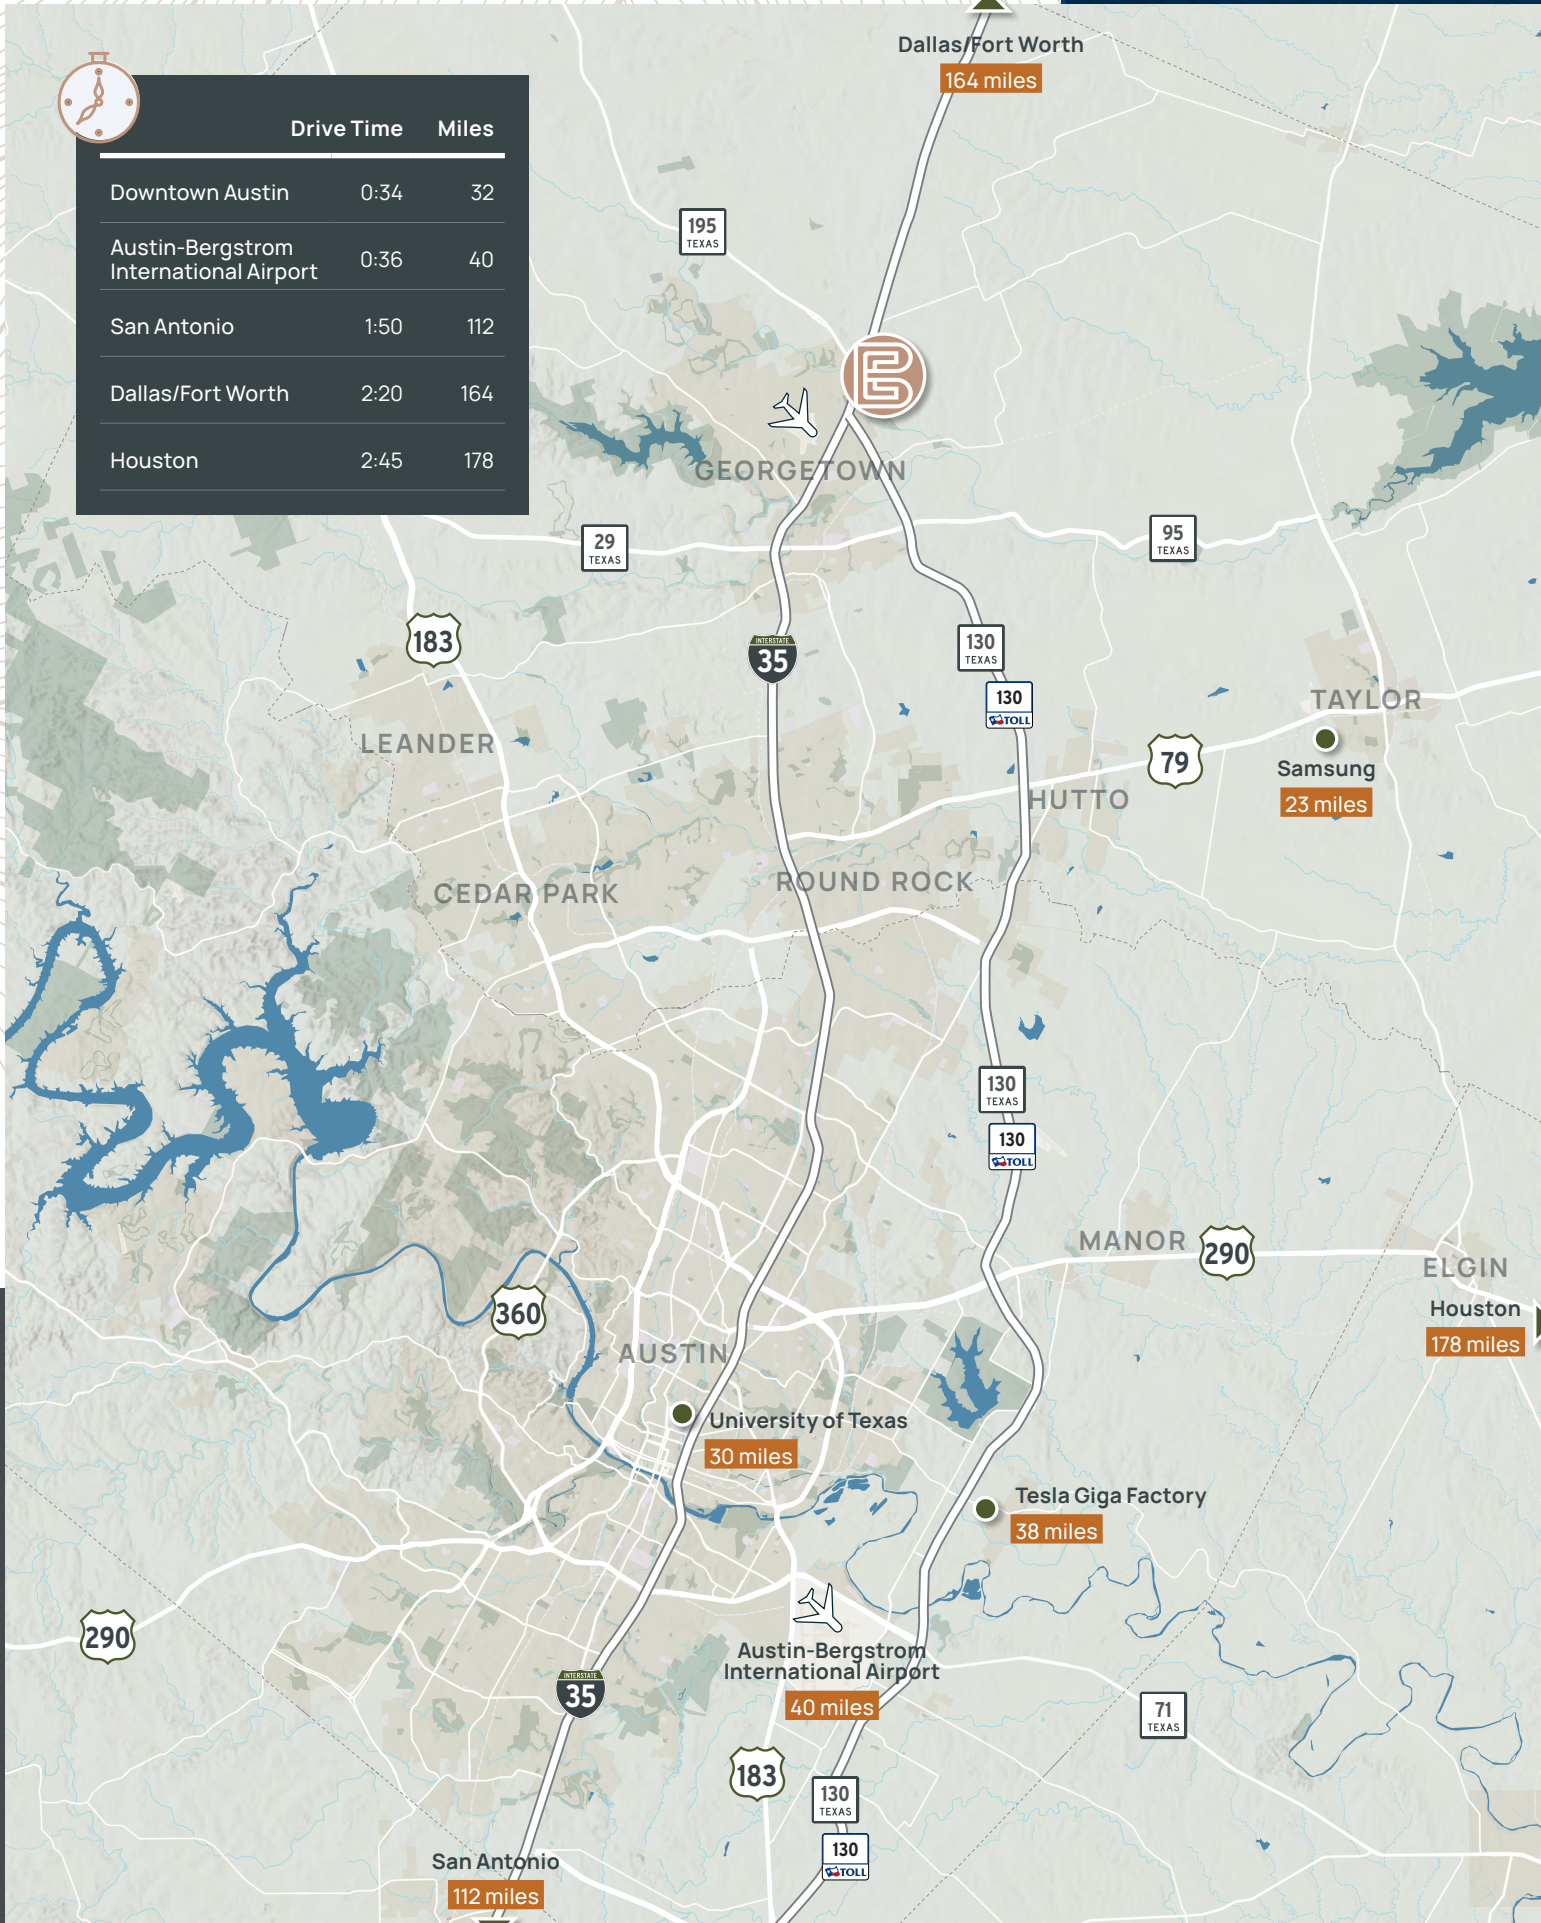 Dallas/Fort Worth
164 miles
Drive Time Miles
Downtown Austin 0:34 32
Austin-Bergstrom
International Airport 0:36 40
San Antonio 1:50 112
Dallas/Fort Worth 2:20 164
Houston 2:45 178
195
TEXAS
E
GEORGETOWN
29
TEXAS
95
TEXAS
183
INTERSTATE
35
130
TEXAS
130
TOLL
TAYLOR
LEANDER
79
Samsung
23 miles
HUTTO
CEDAR PARK
ROUND ROCK
130
TEXAS
130
TOLL
MANOR
290
ELGIN
Houston
178 miles
360
AUSTIN
University of Texas
30 miles
Tesla Giga Factory
38 miles
290
Austin-Bergstrom
International Airport
40 miles
INTERSTATE
35
71
TEXAS
183
130
TEXAS
130
TOLL
San Antonio
112 miles